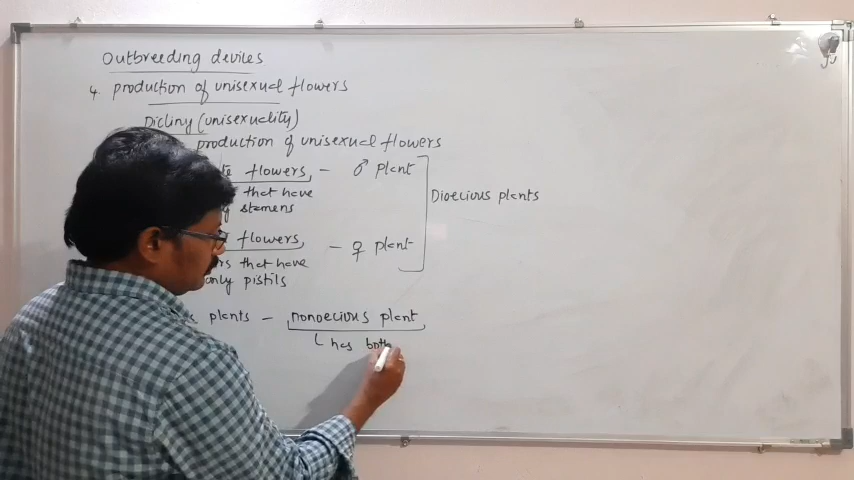 Outbreeding devices
4. production of unisexual flowers
Dicliny (unisexuality)
production of unisexual flowers
flowers, - ♂ plant
that have
stamens
Dioecious plants
flowers, - ♀ plant
that have
only pistils
plants - monoecious plant
has both